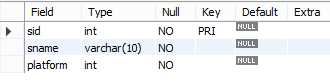 Field Type Null Key Default Extra
sid int NO PRI NULL
sname varchar(10) NO NULL
platform int NO NULL